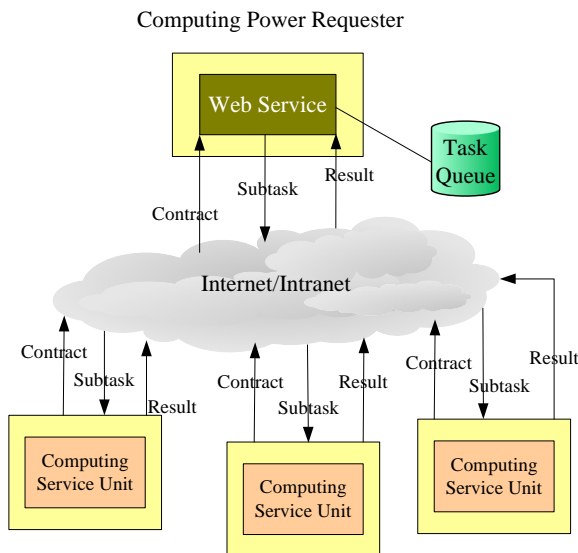 Computing Power Requester
Web Service
Task
Queue
Contract
Subtask
Result
Internet/Intranet
Contract
Subtask
Result
Contract
Subtask
Result
Contract
Subtask
Result
Computing
Service Unit
Computing
Service Unit
Computing
Service Unit